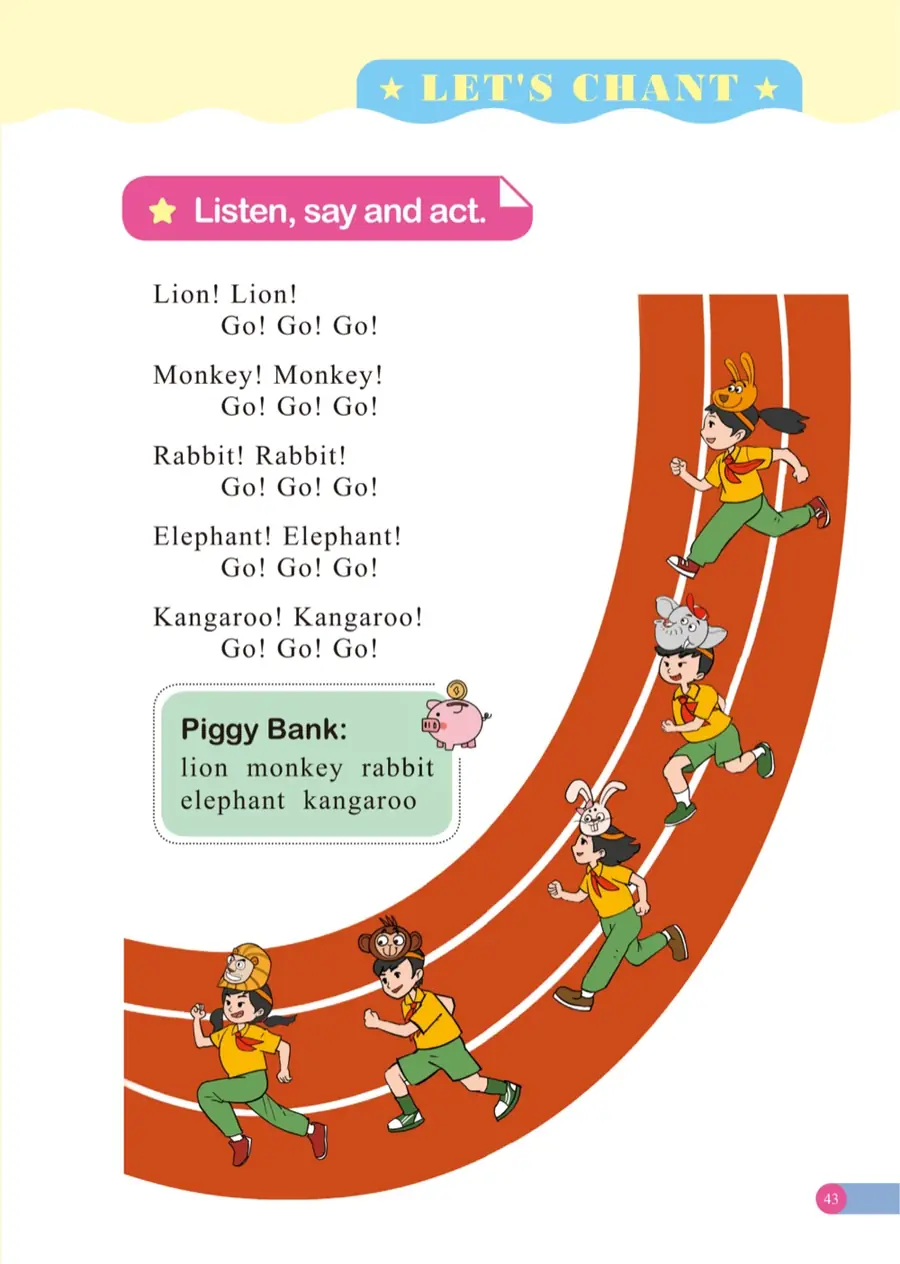 LET'S CHANT
Listen, say and act.
Lion! Lion!
Go! Go! Go!
Monkey! Monkey!
Go! Go! Go!
Rabbit! Rabbit!
Go! Go! Go!
Elephant! Elephant!
Go! Go! Go!
Kangaroo! Kangaroo!
Go! Go! Go!
Piggy Bank:
lion monkey rabbit
elephant kangaroo
43